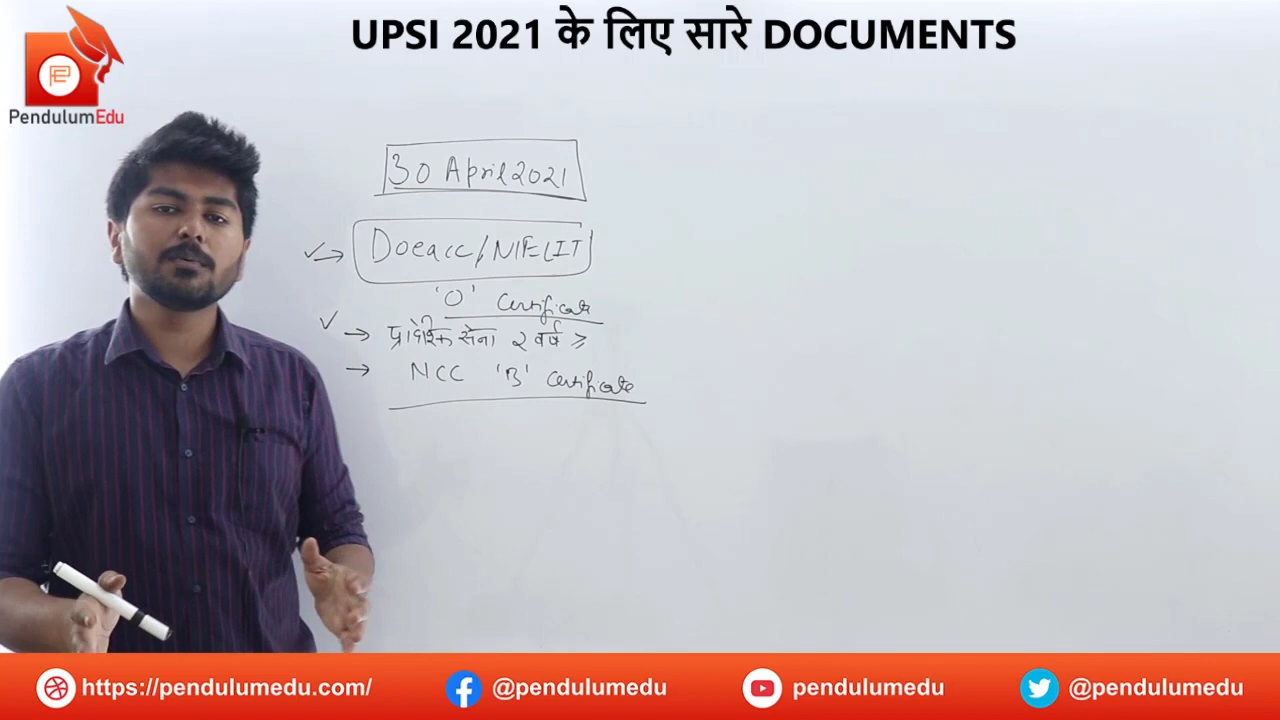 UPSI 2021 के लिए सारे DOCUMENTS
PendulumEdu
30 April 2021
Doeacc/NIELIT
'O' Certificate
→ प्रादेशिक सेना 2 वर्ष ≥
→ NCC 'B' Certificate
https://pendulumedu.com/
@pendulumedu
pendulumedu
@pendulumedu